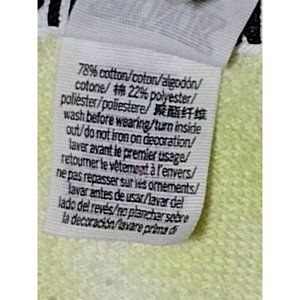 78% cotton/coton/algodón/
cotone/ 棉 22% polyester/
poliéster/poliestere/ 聚酯纤维
wash before wearing/turn inside
out/do not iron on decoration/
laver avant le premier usage/
retourner le vêtement à l'envers/
ne pas repasser sur les ornements/
lavar antes de usar/lavar del
lado del revés/no planchar sobre
la decoración/lavare prima di